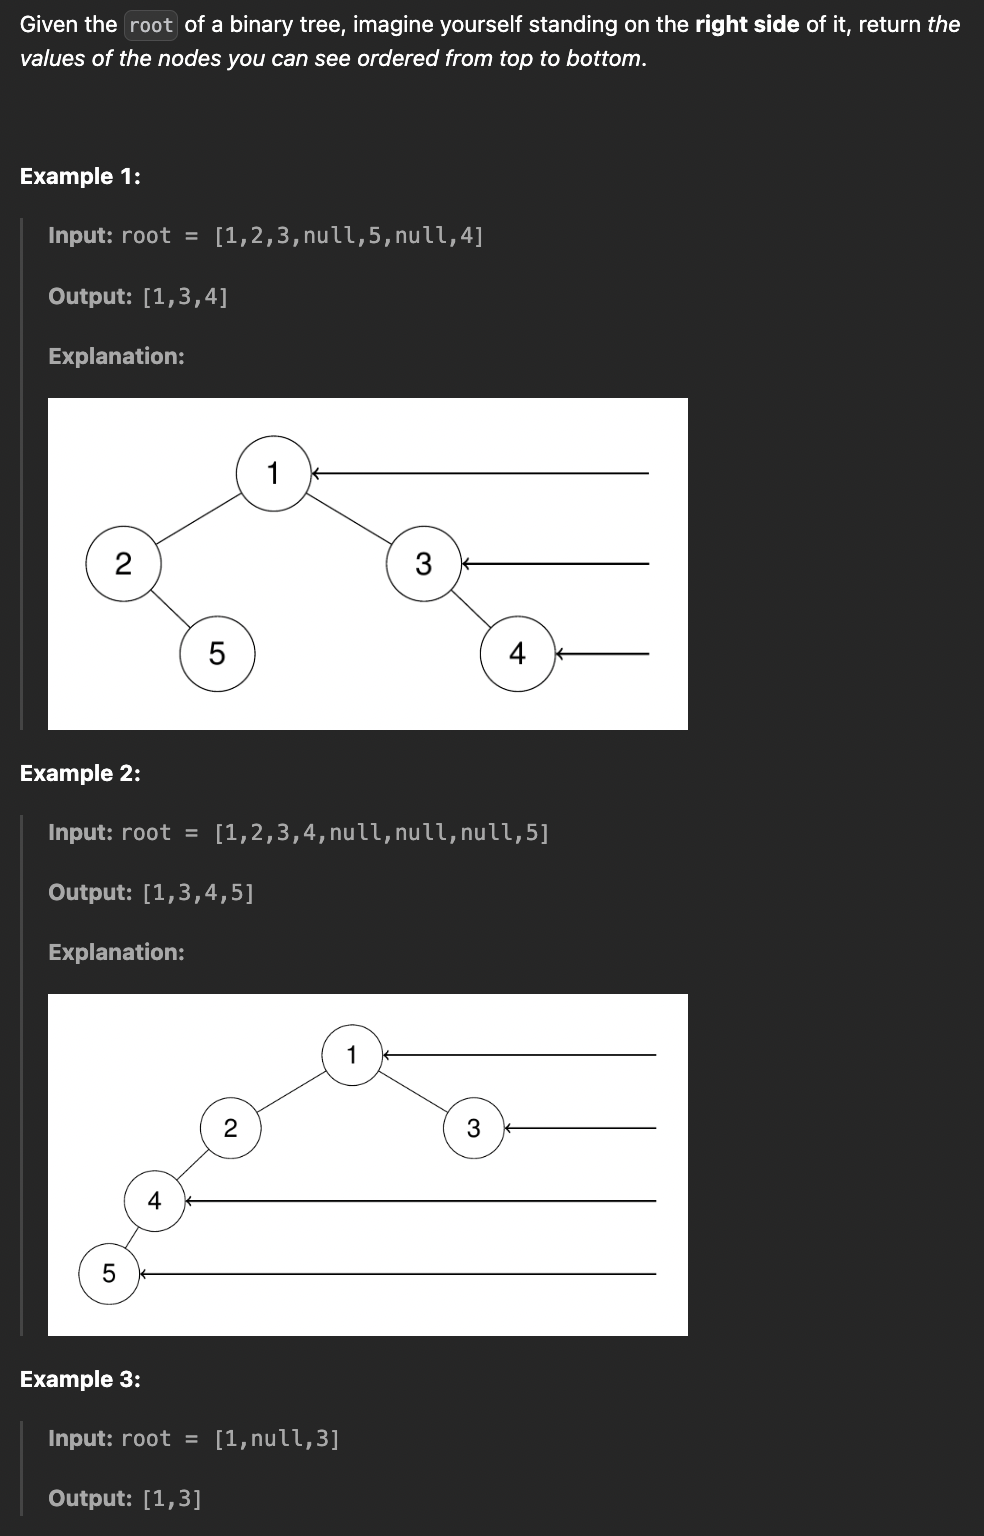 Given the root of a binary tree, imagine yourself standing on the right side of it, return the
values of the nodes you can see ordered from top to bottom.
Example 1:
Input: root = [1,2,3,null,5,null,4]
Output: [1,3,4]
Explanation:
1
2 3
5 4
Example 2:
Input: root = [1,2,3,4,null,null,null,5]
Output: [1,3,4,5]
Explanation:
1
2 3
4
5
Example 3:
Input: root = [1,null,3]
Output: [1,3]